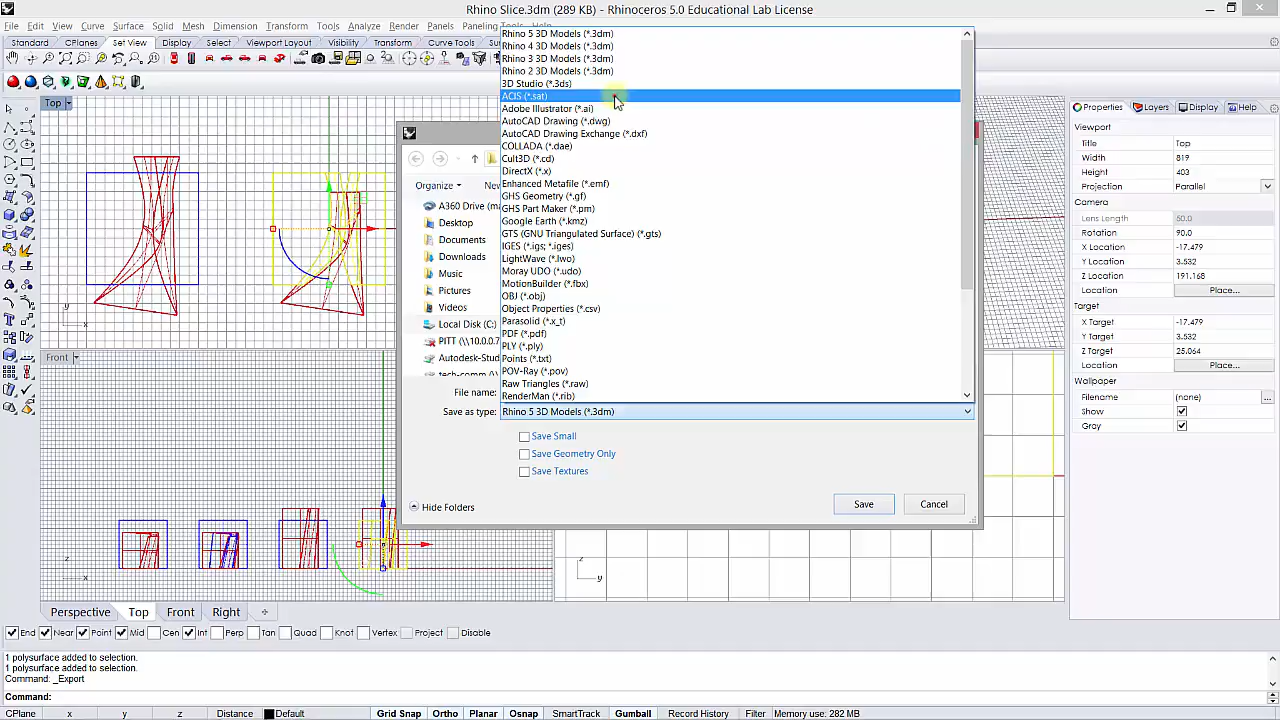 Rhino Slice.3dm (289 KB) - Rhinoceros 5.0 Educational Lab License
File Edit View Curve Surface Solid Mesh Dimension Transform Tools Analyze Render Panels Paneling Tools
Standard CPlanes Set View Display Select Viewport Layout Visibility Transform Curve Tools
Top
Front
Organize
New
A360 Drive
Desktop
Documents
Downloads
Music
Pictures
Videos
Local Disk (C:)
PITT (\\10.0.0.7
Autodesk-Stud
tech-comm
File name:
Save as type:
Rhino 5 3D Models (*.3dm)
Rhino 4 3D Models (*.3dm)
Rhino 3 3D Models (*.3dm)
Rhino 2 3D Models (*.3dm)
3D Studio (*.3ds)
ACIS (*.sat)
Adobe Illustrator (*.ai)
AutoCAD Drawing (*.dwg)
AutoCAD Drawing Exchange (*.dxf)
COLLADA (*.dae)
Cult3D (*.cd)
DirectX (*.x)
Enhanced Metafile (*.emf)
GHS Geometry (*.gf)
GHS Part Maker (*.pm)
Google Earth (*.kmz)
GTS (GNU Triangulated Surface) (*.gts)
IGES (*.igs; *.iges)
LightWave (*.lwo)
Moray UDO (*.udo)
MotionBuilder (*.fbx)
OBJ (*.obj)
Object Properties (*.csv)
Parasolid (*.x_t)
PDF (*.pdf)
PLY (*.ply)
Points (*.txt)
POV-Ray (*.pov)
Raw Triangles (*.raw)
RenderMan (*.rib)
Rhino 5 3D Models (*.3dm)
Save Small
Save Geometry Only
Save Textures
Hide Folders
Save Cancel
Properties Layers Display Help
Viewport
Title Top
Width 819
Height 403
Projection Parallel
Camera
Lens Length 50.0
Rotation 90.0
X Location -17.479
Y Location 3.532
Z Location 191.168
Location Place...
Target
X Target -17.479
Y Target 3.532
Z Target 25.064
Location Place...
Wallpaper
Filename (none) ...
Show
Gray
y
x
z
x
z
y
Perspective Top Front Right
End Near Point Mid Cen Int Perp Tan Quad Knot Vertex Project Disable
1 polysurface added to selection.
1 polysurface added to selection.
Command: _Export
Command:
CPlane x y z Distance Default Grid Snap Ortho Planar Osnap SmartTrack Gumball Record History Filter Memory use: 282 MB